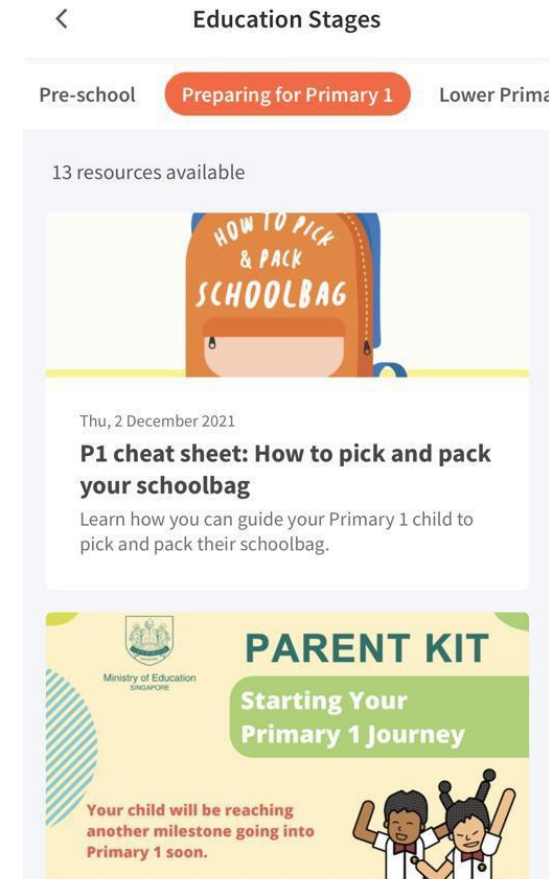 Education Stages
Pre-school Preparing for Primary 1 Lower Prima
13 resources available
HOW TO PICK
& PACK
SCHOOLBAG
Thu, 2 December 2021
P1 cheat sheet: How to pick and pack
your schoolbag
Learn how you can guide your Primary 1 child to
pick and pack their schoolbag.
Ministry of Education
SINGAPORE
PARENT KIT
Starting Your
Primary 1 Journey
Your child will be reaching
another milestone going into
Primary 1 soon.